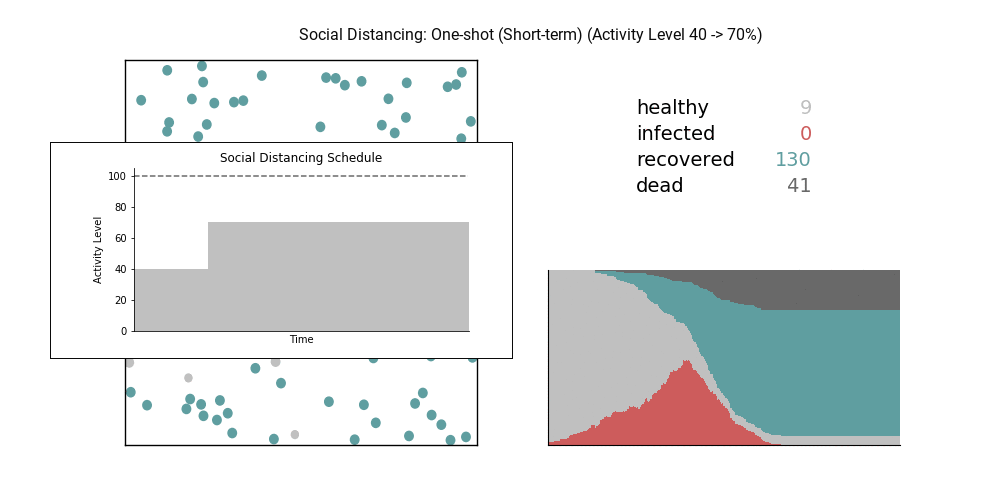 Social Distancing: One-shot (Short-term) (Activity Level 40 -> 70%)
healthy 9
infected 0
recovered 130
dead 41
Social Distancing Schedule
100
80
60
40
20
0
Activity Level
Time